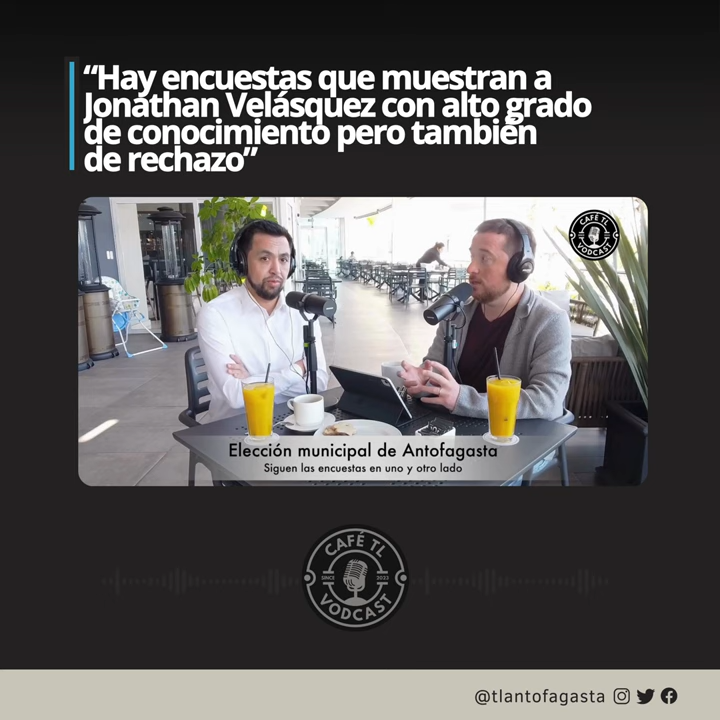 “Hay encuestas que muestran a
Jonathan Velásquez con alto grado
de conocimiento pero también
de rechazo”
CAFÉ TL
VODCAST
Elección municipal de Antofagasta
Siguen las encuestas en uno y otro lado
CAFÉ TL
SINCE 2023
VODCAST
@tlantofagasta